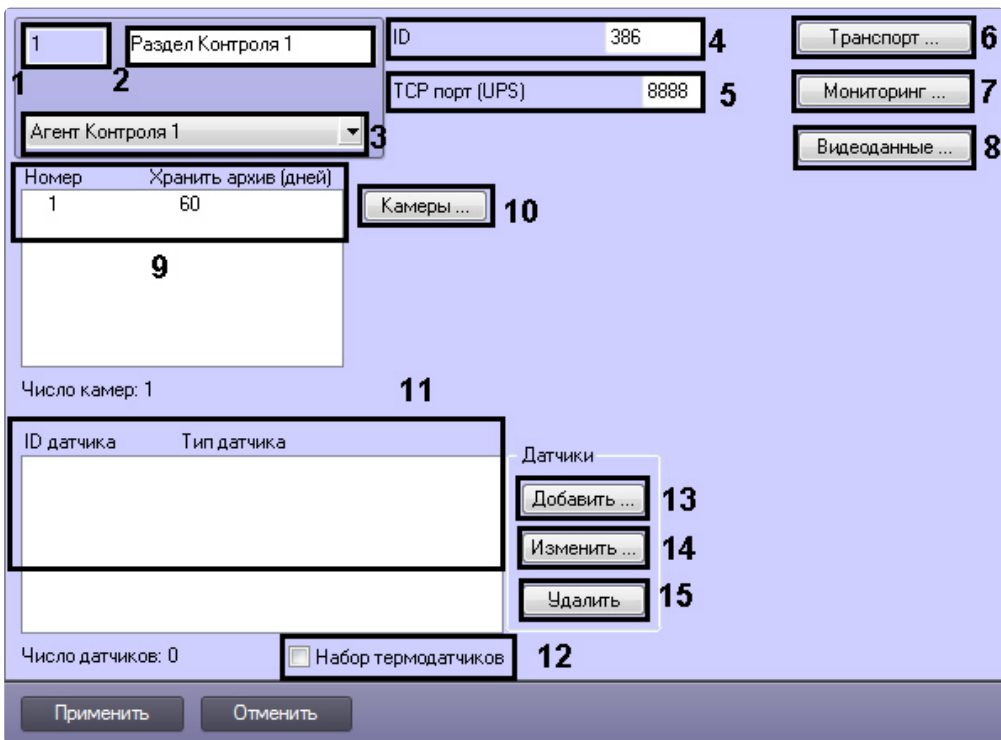 1 Раздел Контроля 1 ID 386 4 Транспорт ... 6
1 2
TCP порт (UPS) 8888 5 Мониторинг ... 7
Агент Контроля 1 3
Видеоданные ... 8
Номер Хранить архив (дней)
1 60 Камеры ... 10
9
Число камер: 1 11
ID датчика Тип датчика
Датчики
Добавить ... 13
Изменить ... 14
Удалить 15
Число датчиков: 0 Набор термодатчиков 12
Применить Отменить